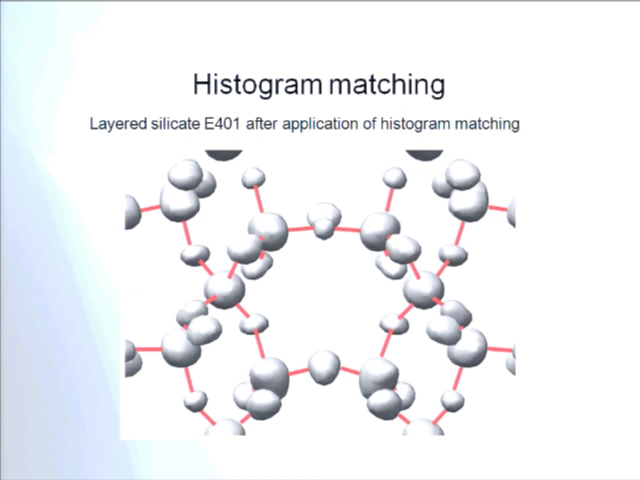 Histogram matching
Layered silicate E401 after application of histogram matching